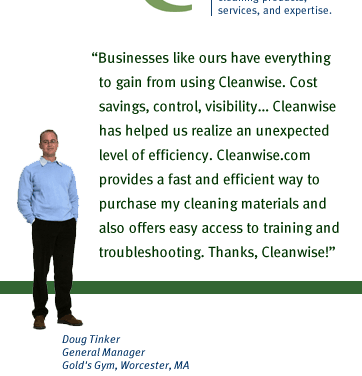 services, and expertise.
“Businesses like ours have everything
to gain from using Cleanwise. Cost
savings, control, visibility... Cleanwise
has helped us realize an unexpected
level of efficiency. Cleanwise.com
provides a fast and efficient way to
purchase my cleaning materials and
also offers easy access to training and
troubleshooting. Thanks, Cleanwise!”
Doug Tinker
General Manager
Gold's Gym, Worcester, MA